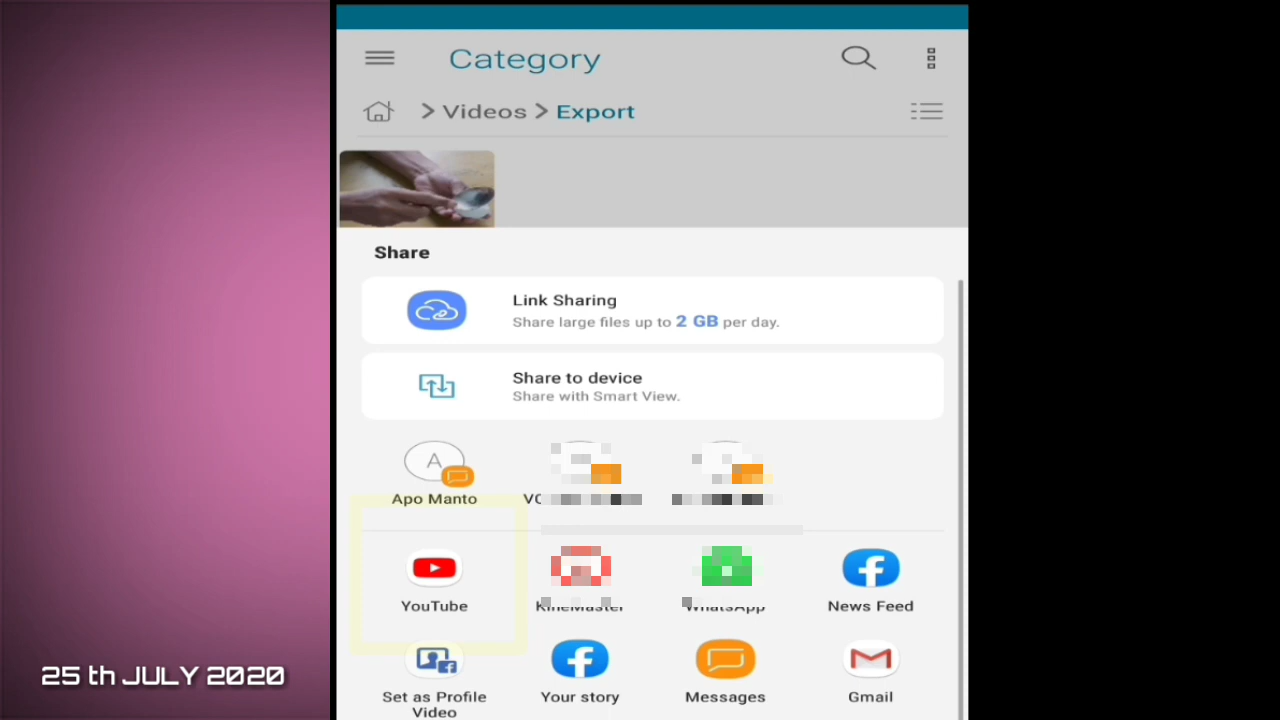 Category
> Videos > Export
Share
Link Sharing
Share large files up to 2 GB per day.
Share to device
Share with Smart View.
A
Apo Manto
YouTube
KineMaster
WhatsApp
News Feed
Set as Profile Video
Your story
Messages
Gmail
25 th JULY 2020